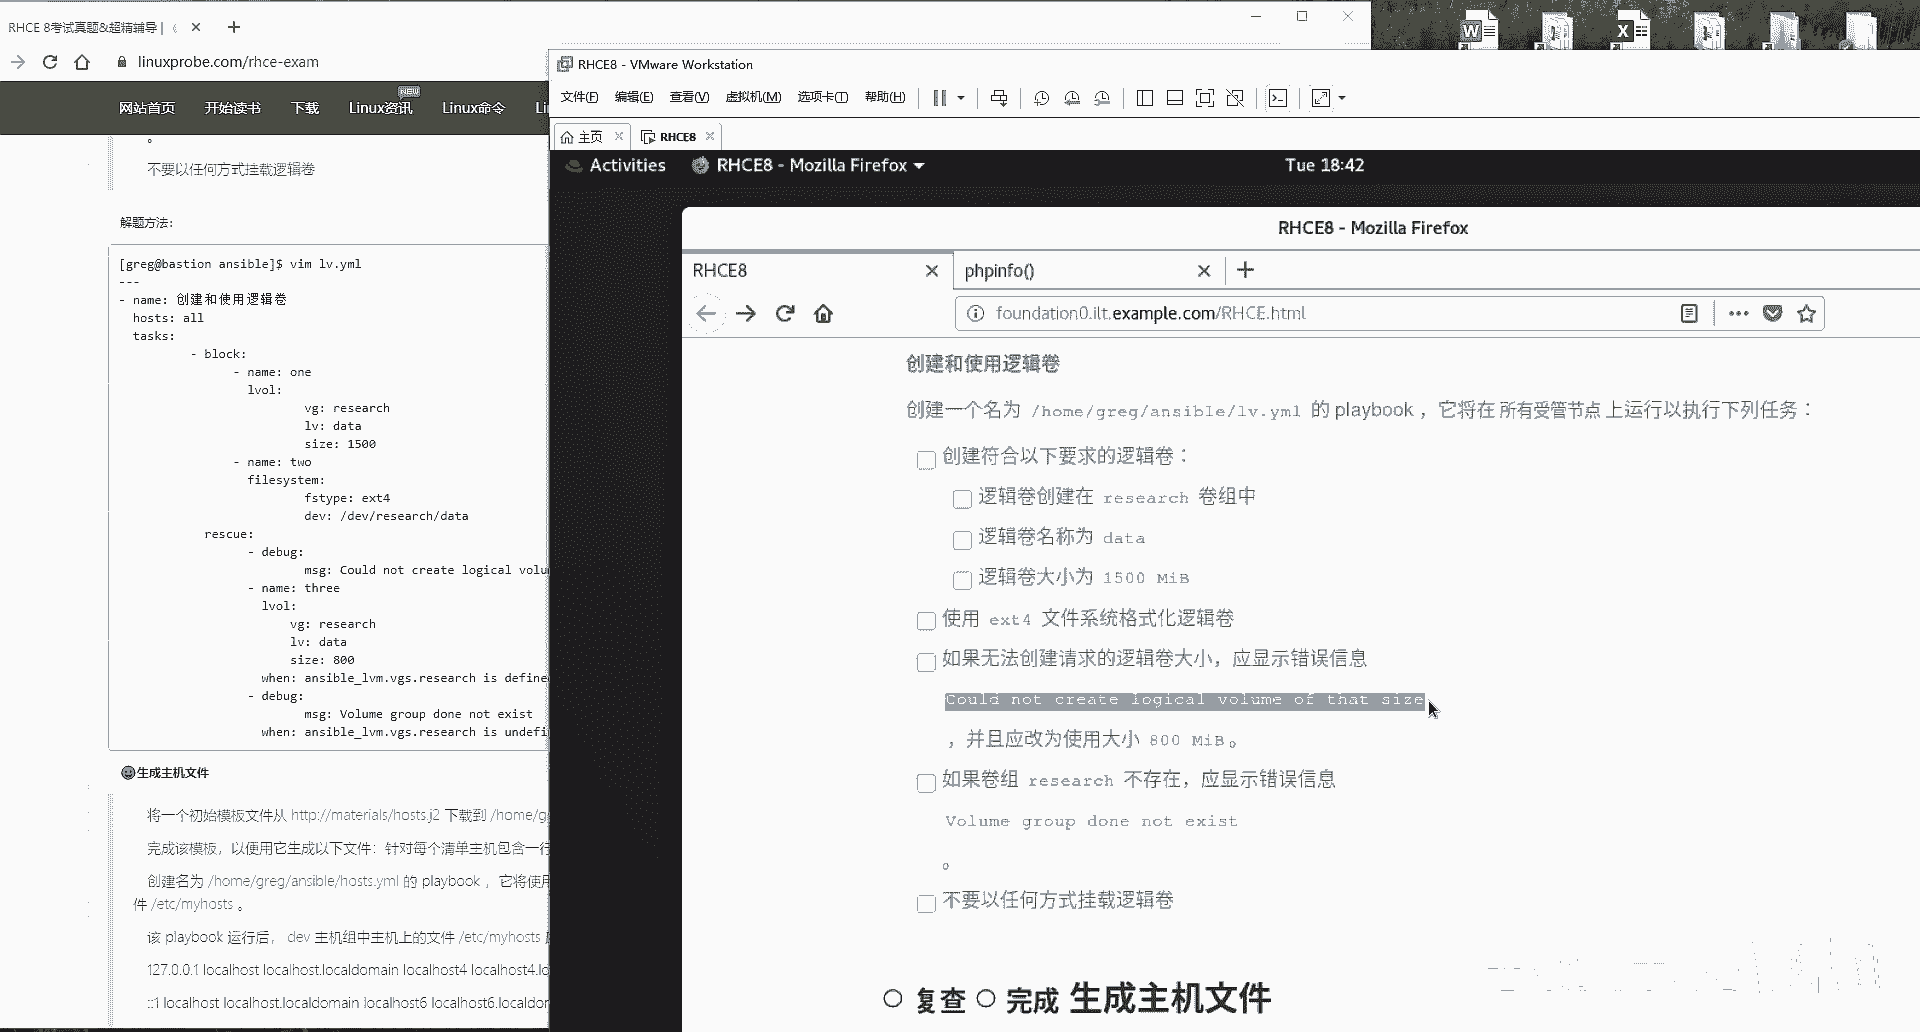 RHCE 8考试真题&超精辅导 |
linuxprobe.com/rhce-exam
网站首页 开始读书 下载 Linux资讯 NEW Linux命令
不要以任何方式挂载逻辑卷
解题方法:
[greg@bastion ansible]$ vim lv.yml
---
- name: 创建和使用逻辑卷
hosts: all
tasks:
- block:
- name: one
lvol:
vg: research
lv: data
size: 1500
- name: two
filesystem:
fstype: ext4
dev: /dev/research/data
rescue:
- debug:
msg: Could not create logical
- name: three
lvol:
vg: research
lv: data
size: 800
when: ansible_lvm.vgs.research is
- debug:
msg: Volume group done not exist
when: ansible_lvm.vgs.research is
生成主机文件
将一个初始模板文件从 http://materials/hosts.j2 下载到
完成该模板，以便用它生成以下文件：针对每个清单主机包含一行
创建名为 /home/greg/ansible/hosts.yml 的 playbook ，它将使用
件 /etc/myhosts 。
该 playbook 运行后， dev 主机组中主机上的文件 /etc/myhosts
127.0.0.1 localhost localhost.localdomain localhost4
::1 localhost localhost.localdomain localhost6
RHCE8 - VMware Workstation
文件(F) 编辑(E) 查看(V) 虚拟机(M) 选项卡(T) 帮助(H)
主页 RHCE8
Activities RHCE8 - Mozilla Firefox Tue 18:42
RHCE8 - Mozilla Firefox
RHCE8 phpinfo()
foundation0.ilt.example.com/RHCE.html
创建和使用逻辑卷
创建一个名为 /home/greg/ansible/lv.yml 的 playbook ，它将在 所有受管节点 上运行以执行下列任务：
创建符合以下要求的逻辑卷：
逻辑卷创建在 research 卷组中
逻辑卷名称为 data
逻辑卷大小为 1500 MiB
使用 ext4 文件系统格式化逻辑卷
如果无法创建请求的逻辑卷大小，应显示错误信息
Could not create logical volume of that size
，并且应改为使用大小 800 MiB。
如果卷组 research 不存在，应显示错误信息
Volume group done not exist
。
不要以任何方式挂载逻辑卷
复查 完成 生成主机文件